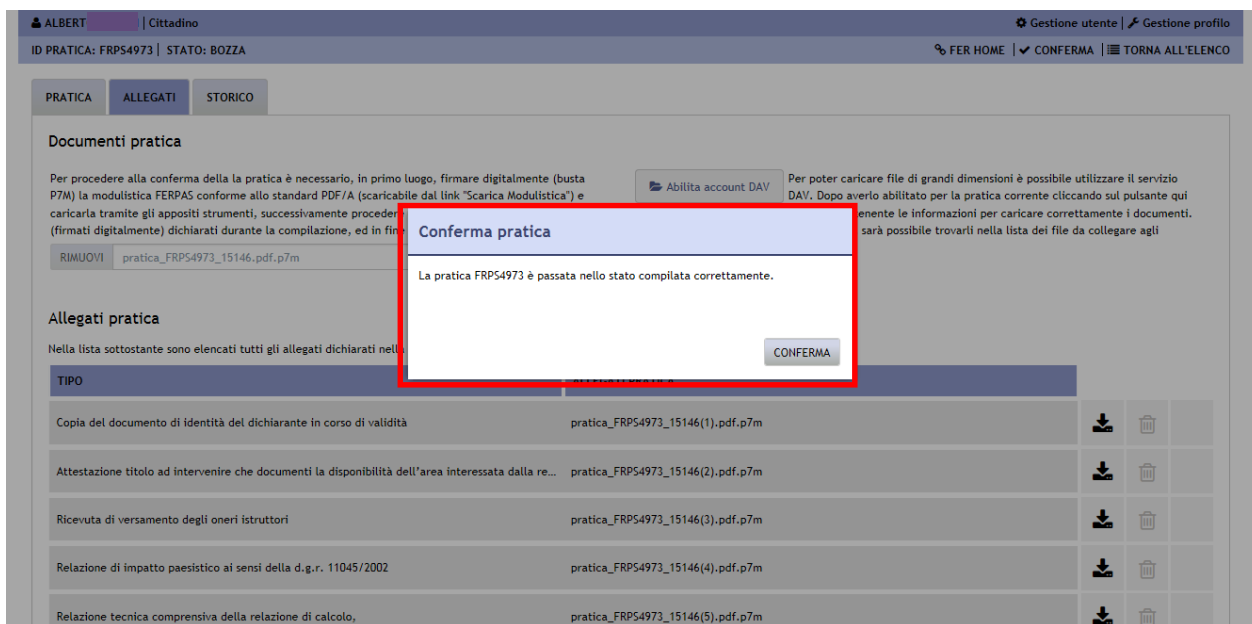 ALBERT | Cittadino
Gestione utente | Gestione profilo
ID PRATICA: FRPS4973 | STATO: BOZZA
FER HOME | CONFERMA | TORNA ALL'ELENCO
PRATICA ALLEGATI STORICO
Documenti pratica
Per procedere alla conferma della la pratica è necessario, in primo luogo, firmare digitalmente (busta
P7M) la modulistica FERPAS conforme allo standard PDF/A (scaricabile dal link "Scarica Modulistica") e
caricarla tramite gli appositi strumenti, successivamente procedere
(firmati digitalmente) dichiarati durante la compilazione, ed in fine
Abilita account DAV
Per poter caricare file di grandi dimensioni è possibile utilizzare il servizio
DAV. Dopo averlo abilitato per la pratica corrente cliccando sul pulsante qui
enente le informazioni per caricare correttamente i documenti.
sarà possibile trovarli nella lista dei file da collegare agli
RIMUOVI pratica_FRPS4973_15146.pdf.p7m
Conferma pratica
La pratica FRPS4973 è passata nello stato compilata correttamente.
CONFERMA
Allegati pratica
Nella lista sottostante sono elencati tutti gli allegati dichiarati nella
TIPO ALLEGATI PRATICA
Copia del documento di identità del dichiarante in corso di validità pratica_FRPS4973_15146(1).pdf.p7m
Attestazione titolo ad intervenire che documenti la disponibilità dell'area interessata dalla re... pratica_FRPS4973_15146(2).pdf.p7m
Ricevuta di versamento degli oneri istruttori pratica_FRPS4973_15146(3).pdf.p7m
Relazione di impatto paesistico ai sensi della d.g.r. 11045/2002 pratica_FRPS4973_15146(4).pdf.p7m
Relazione tecnica comprensiva della relazione di calcolo, pratica_FRPS4973_15146(5).pdf.p7m